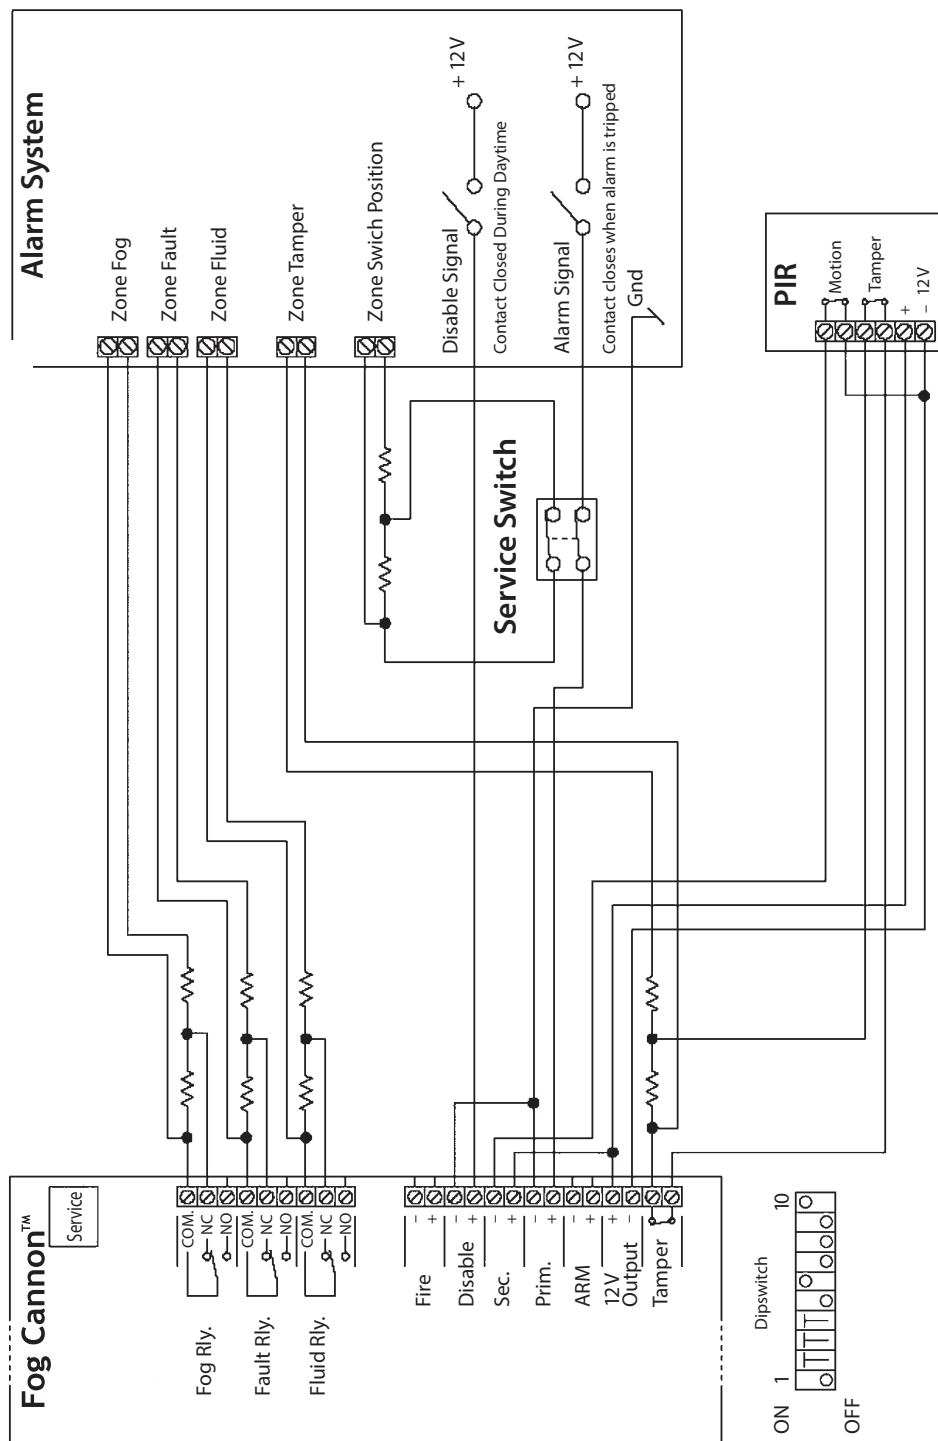 Alarm System
Zone Fog
Zone Fault
Zone Fluid
Zone Tamper
Zone Swich Position
Disable Signal
+ 12V
Contact Closed During Daytime
Alarm Signal
+ 12V
Contact closes when alarm is tripped
Gnd
Service Switch
PIR
Motion
Tamper
+
– 12V
Fog Cannon™
Service
Fog Rly.
COM.
NC
NO
Fault Rly.
COM.
NC
NO
Fluid Rly.
COM.
NC
NO
Fire
–
+
Disable
–
+
Sec.
–
+
Prim.
–
+
ARM
–
+
12V
Output
+
–
Tamper
Dipswitch
ON
1
10
TTT
OFF